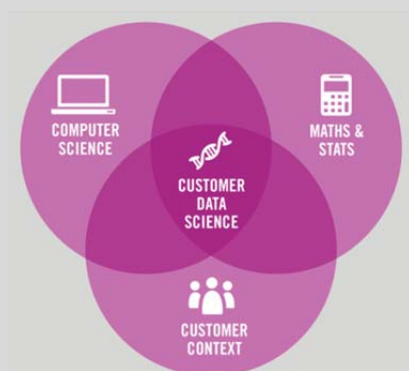 COMPUTER
SCIENCE
MATHS &
STATS
CUSTOMER
DATA
SCIENCE
CUSTOMER
CONTEXT